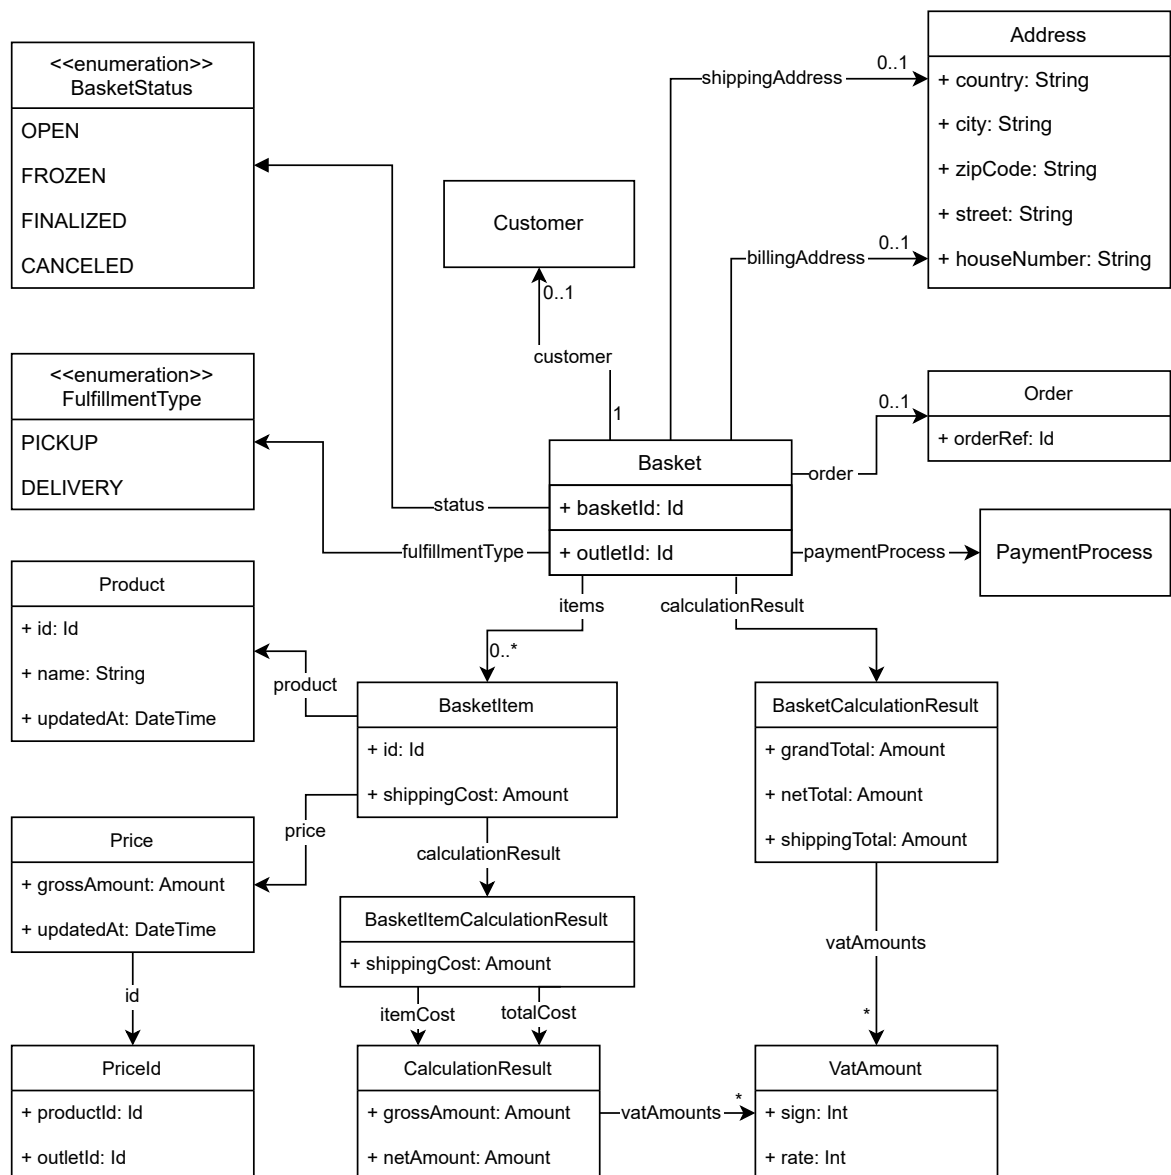 <<enumeration>>
BasketStatus
OPEN
FROZEN
FINALIZED
CANCELED
Address
+ country: String
+ city: String
+ zipCode: String
+ street: String
+ houseNumber: String
shippingAddress
0..1
billingAddress
0..1
Customer
0..1
customer
1
<<enumeration>>
FulfillmentType
PICKUP
DELIVERY
Order
+ orderRef: Id
0..1
order
Basket
+ basketId: Id
+ outletId: Id
status
fulfillmentType
paymentProcess
PaymentProcess
items
0..*
calculationResult
Product
+ id: Id
+ name: String
+ updatedAt: DateTime
product
BasketItem
+ id: Id
+ shippingCost: Amount
BasketCalculationResult
+ grandTotal: Amount
+ netTotal: Amount
+ shippingTotal: Amount
price
Price
+ grossAmount: Amount
+ updatedAt: DateTime
calculationResult
BasketItemCalculationResult
+ shippingCost: Amount
vatAmounts
*
id
itemCost
totalCost
PriceId
+ productId: Id
+ outletId: Id
CalculationResult
+ grossAmount: Amount
+ netAmount: Amount
vatAmounts
*
VatAmount
+ sign: Int
+ rate: Int